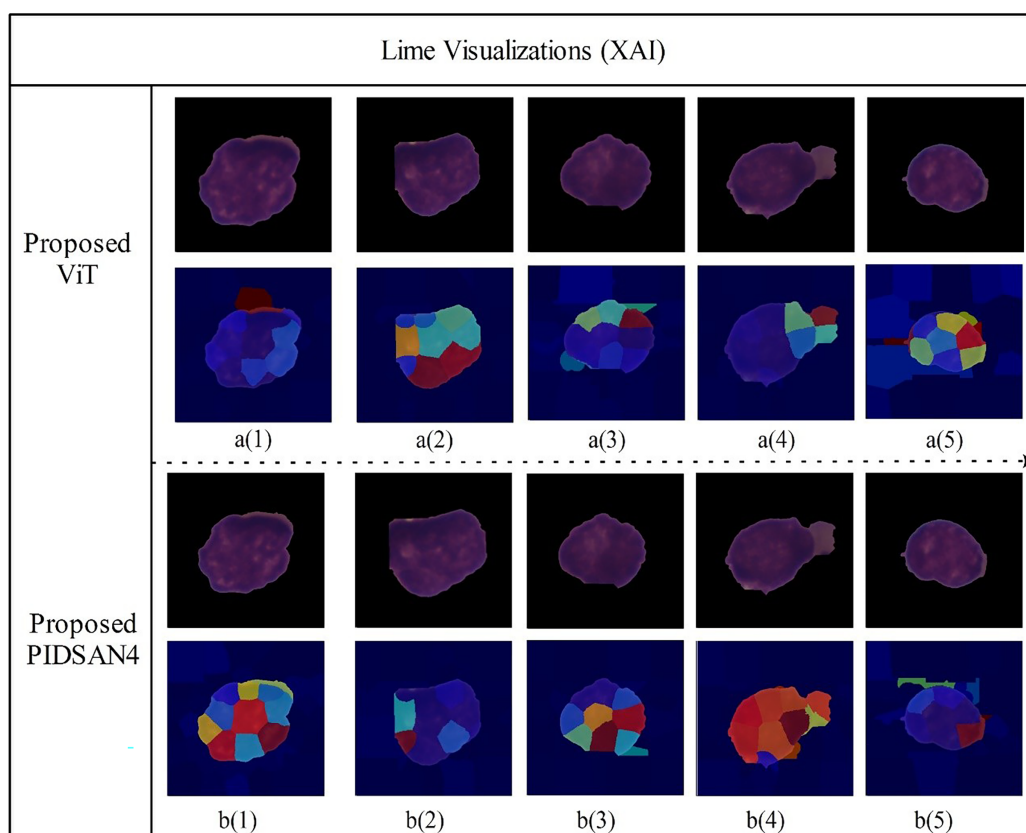 Lime Visualizations (XAI)
Proposed
ViT
a(1)
a(2)
a(3)
a(4)
a(5)
Proposed
PIDSAN4
b(1)
b(2)
b(3)
b(4)
b(5)